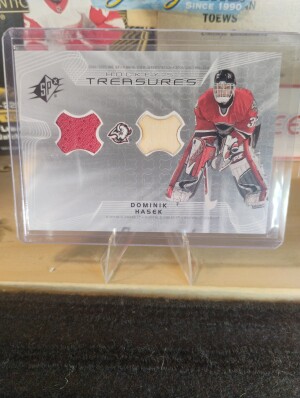 SINCE 1990
TOEWS
SPX
HOCKEY
TREASURES
DOMINIK
HASEK